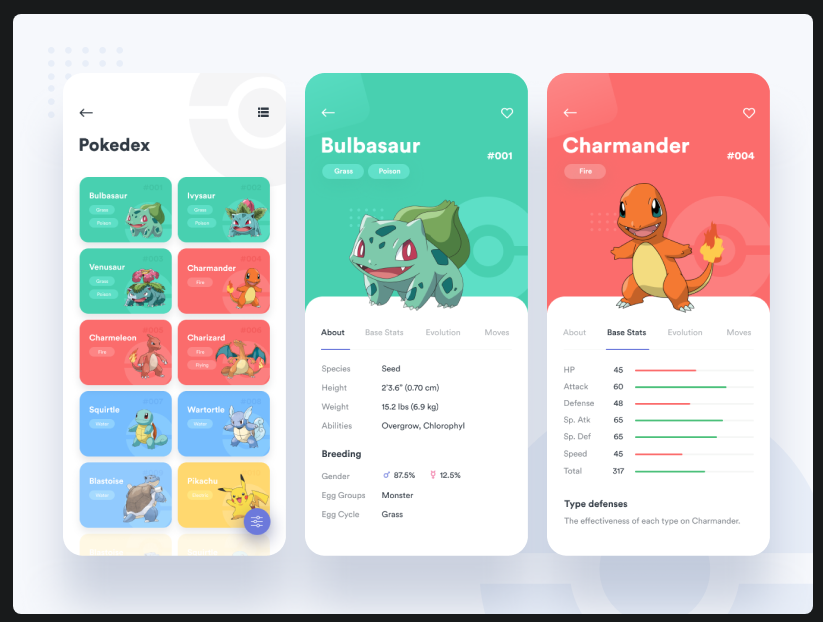 Pokedex
Bulbasaur
Grass
Poison
Ivysaur
Grass
Poison
Venusaur
Grass
Poison
Charmander
Fire
Charmeleon
Fire
Charizard
Fire
Flying
Squirtle
Water
Wartortle
Water
Blastoise
Water
Pikachu
Bulbasaur
#001
Grass Poison
About Base Stats Evolution Moves
Species Seed
Height 2'3.6" (0.70 cm)
Weight 15.2 lbs (6.9 kg)
Abilities Overgrow, Chlorophyl
Breeding
Gender ♂ 87.5% ♀ 12.5%
Egg Groups Monster
Egg Cycle Grass
Charmander
#004
Fire
About Base Stats Evolution Moves
HP 45
Attack 60
Defense 48
Sp. Atk 65
Sp. Def 65
Speed 45
Total 317
Type defenses
The effectiveness of each type on Charmander.